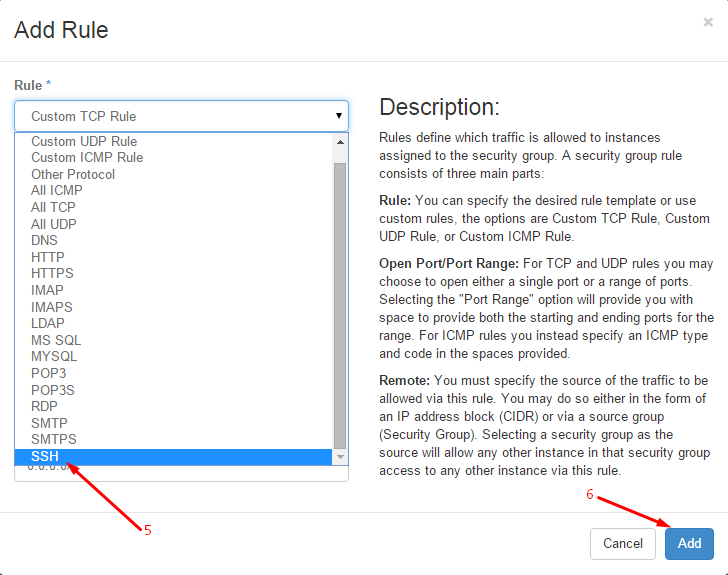 Add Rule
×
Rule *
Custom TCP Rule
Custom UDP Rule
Custom ICMP Rule
Other Protocol
All ICMP
All TCP
All UDP
DNS
HTTP
HTTPS
IMAP
IMAPS
LDAP
MS SQL
MYSQL
POP3
POP3S
RDP
SMTP
SMTPS
SSH
5
Description:
Rules define which traffic is allowed to instances
assigned to the security group. A security group rule
consists of three main parts:
Rule: You can specify the desired rule template or use
custom rules, the options are Custom TCP Rule, Custom
UDP Rule, or Custom ICMP Rule.
Open Port/Port Range: For TCP and UDP rules you may
choose to open either a single port or a range of ports.
Selecting the "Port Range" option will provide you with
space to provide both the starting and ending ports for the
range. For ICMP rules you instead specify an ICMP type
and code in the spaces provided.
Remote: You must specify the source of the traffic to be
allowed via this rule. You may do so either in the form of
an IP address block (CIDR) or via a source group
(Security Group). Selecting a security group as the
source will allow any other instance in that security group
access to any other instance via this rule.
6
Cancel
Add